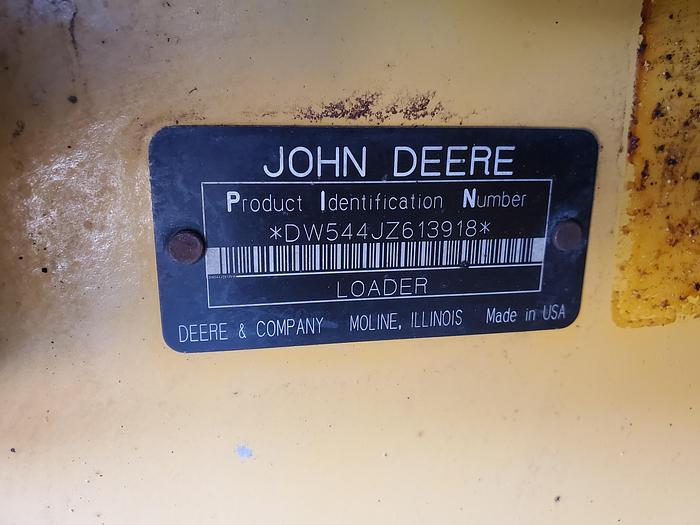 JOHN DEERE
Product Identification Number
*DW544JZ613918*
LOADER
DEERE & COMPANY MOLINE, ILLINOIS Made in USA